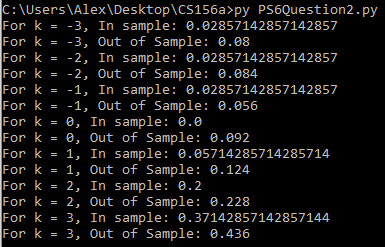 C:\Users\Alex\Desktop\CS156a>py PS6Question2.py
For k = -3, In sample: 0.02857142857142857
For k = -3, Out of Sample: 0.08
For k = -2, In sample: 0.02857142857142857
For k = -2, Out of Sample: 0.084
For k = -1, In sample: 0.02857142857142857
For k = -1, Out of Sample: 0.056
For k = 0, In sample: 0.0
For k = 0, Out of Sample: 0.092
For k = 1, In sample: 0.05714285714285714
For k = 1, Out of Sample: 0.124
For k = 2, In sample: 0.2
For k = 2, Out of Sample: 0.228
For k = 3, In sample: 0.37142857142857144
For k = 3, Out of Sample: 0.436